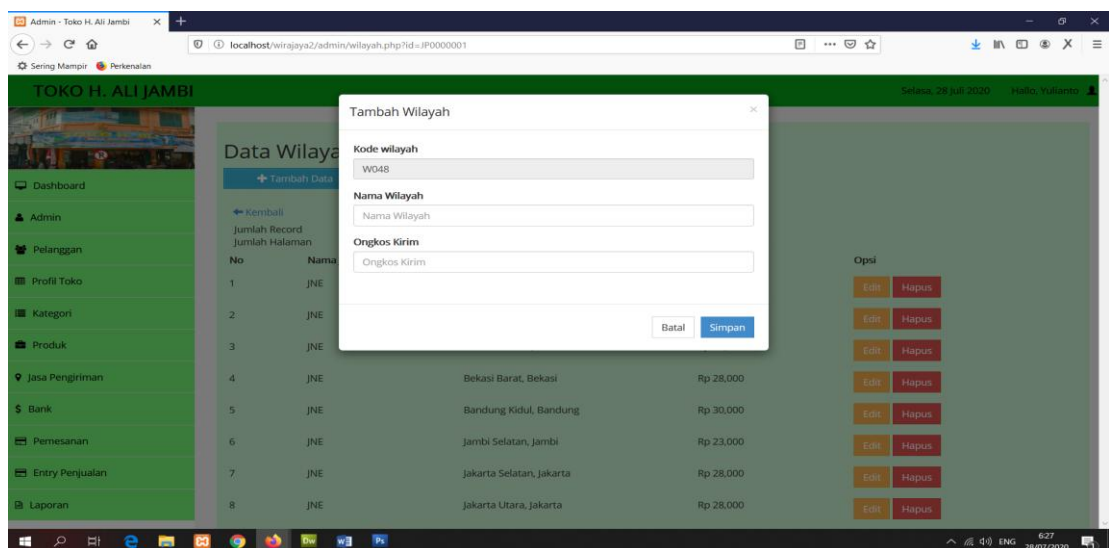 Admin - Toko H. Ali Jambi
localhost/wirajaya2/admin/wilayah.php?id=JP0000001
Sering Mampir Perkenalan
TOKO H. ALI JAMBI Selasa, 28 Juli 2020 Hallo, Yulianto
Dashboard
Admin
Pelanggan
Profil Toko
Kategori
Produk
Jasa Pengiriman
Bank
Pemesanan
Entry Penjualan
Laporan
Data Wilaya
Tambah Data
Kembali
Jumlah Record
Jumlah Halaman
No Nama Opsi
1 JNE Edit Hapus
2 JNE Edit Hapus
3 JNE Edit Hapus
4 JNE Bekasi Barat, Bekasi Rp 28,000 Edit Hapus
5 JNE Bandung Kidul, Bandung Rp 30,000 Edit Hapus
6 JNE Jambi Selatan, Jambi Rp 23,000 Edit Hapus
7 JNE Jakarta Selatan, Jakarta Rp 28,000 Edit Hapus
8 JNE Jakarta Utara, Jakarta Rp 28,000 Edit Hapus
Tambah Wilayah
Kode wilayah
W048
Nama Wilayah
Nama Wilayah
Ongkos Kirim
Ongkos Kirim
Batal Simpan
Dw Ps ENG 6:27
28/07/2020